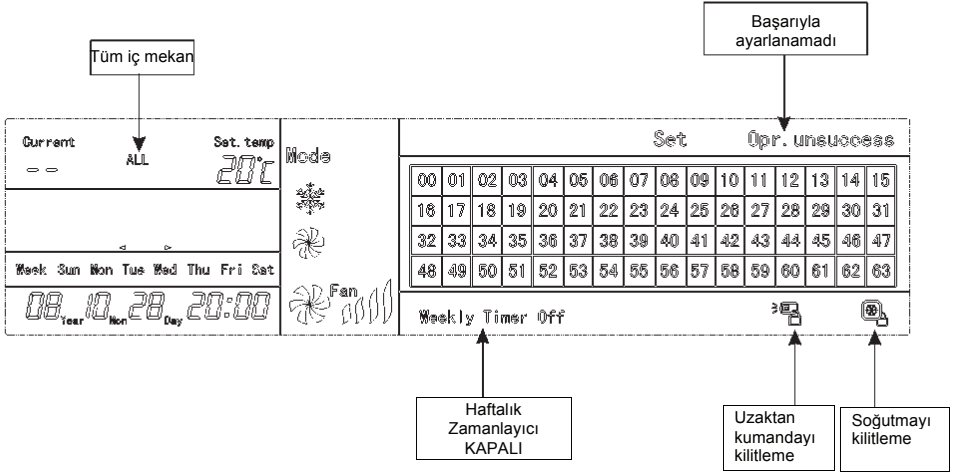 Tüm iç mekan
Başarıyla
ayarlanamadı
Current
ALL
Set.temp
-- 20°C
Mode
Set Opr.unsuccess
00 01 02 03 04 05 06 07 08 09 10 11 12 13 14 15
16 17 18 19 20 21 22 23 24 25 26 27 28 29 30 31
32 33 34 35 36 37 38 39 40 41 42 43 44 45 46 47
48 49 50 51 52 53 54 55 56 57 58 59 60 61 62 63
Week Sun Mon Tue Wed Thu Fri Sat
08 Year 10 Mon 28 Day 20:00
Fan
Weekly Timer Off
Haftalık
Zamanlayıcı
KAPALI
Uzaktan
kumandayı
kilitleme
Soğutmayı
kilitleme